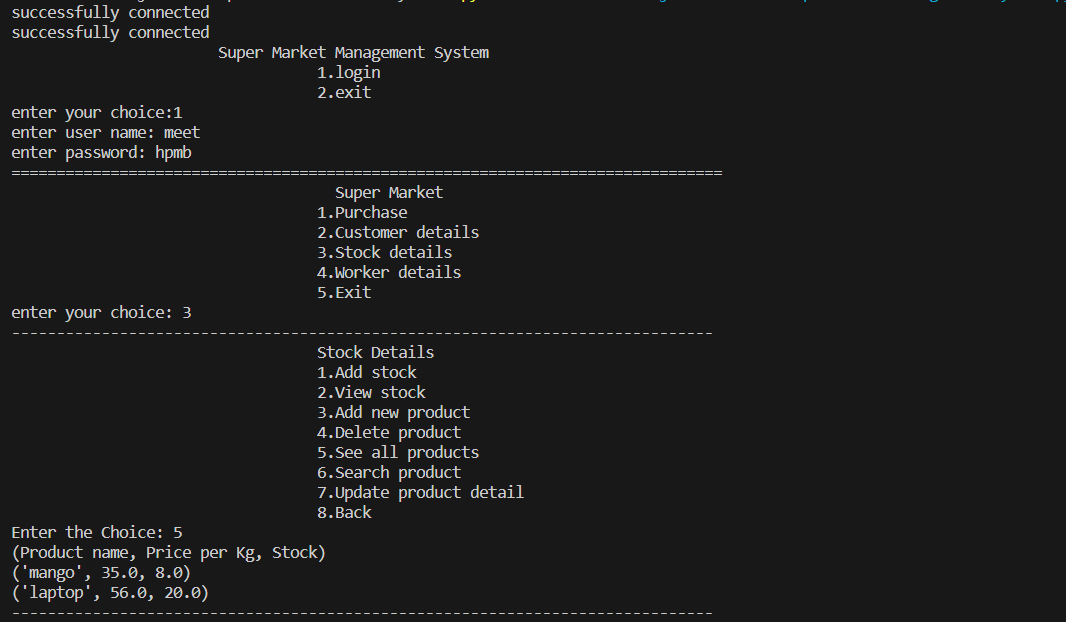 successfully connected
successfully connected
Super Market Management System
1.login
2.exit
enter your choice:1
enter user name: meet
enter password: hpmb
===============================================================================
Super Market
1.Purchase
2.Customer details
3.Stock details
4.Worker details
5.Exit
enter your choice: 3
------------------------------------------------------------------------------
Stock Details
1.Add stock
2.View stock
3.Add new product
4.Delete product
5.See all products
6.Search product
7.Update product detail
8.Back
Enter the Choice: 5
(Product name, Price per Kg, Stock)
('mango', 35.0, 8.0)
('laptop', 56.0, 20.0)
------------------------------------------------------------------------------